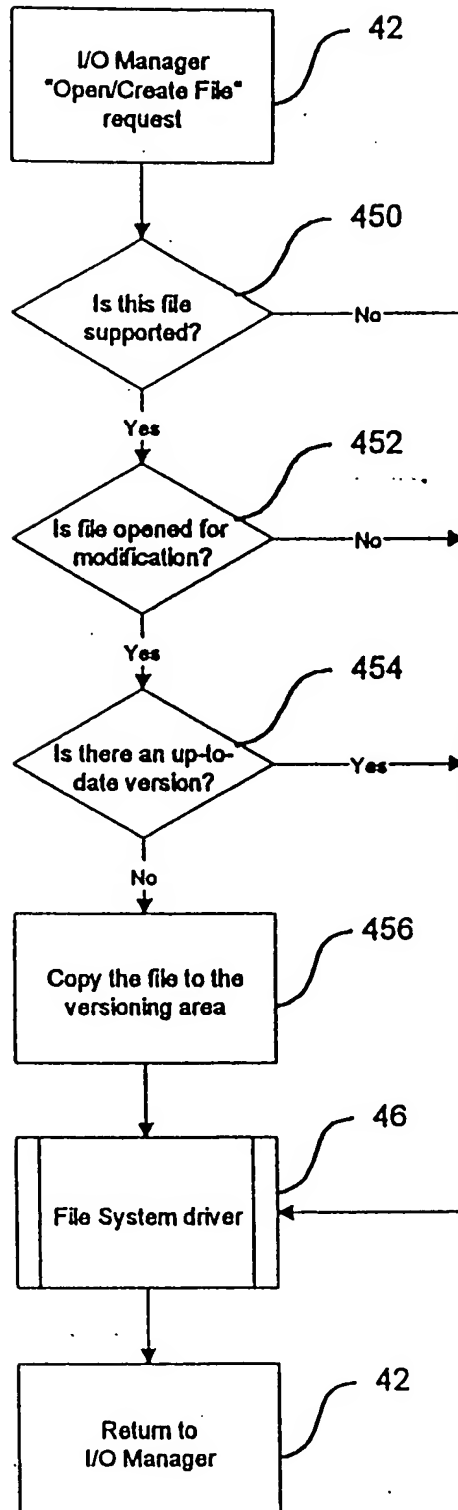 I/O Manager
"Open/Create File"
request
42
450
Is this file
supported?
No
Yes
452
Is file opened for
modification?
No
Yes
454
Is there an up-to-
date version?
Yes
No
456
Copy the file to the
versioning area
46
File System driver
42
Return to
I/O Manager